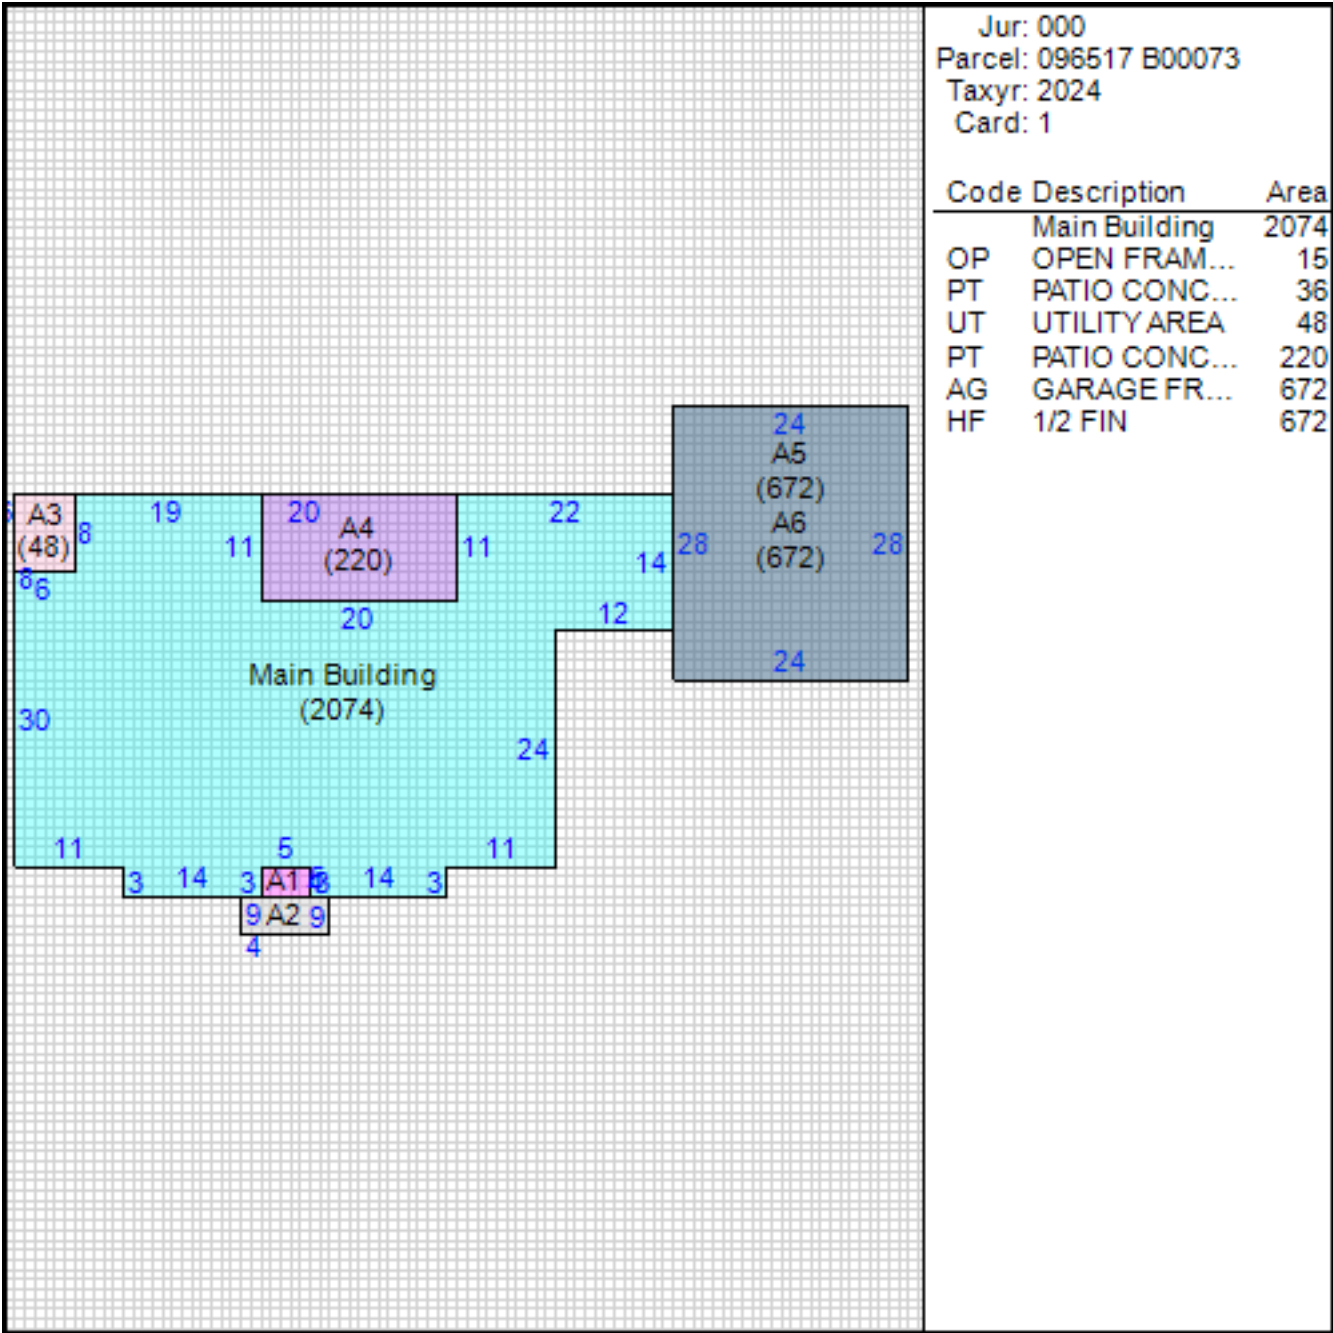 Jur: 000
Parcel: 096517 B00073
Taxyr: 2024
Card: 1
Code Description Area
Main Building 2074
OP OPEN FRAM... 15
PT PATIO CONC... 36
UT UTILITY AREA 48
PT PATIO CONC... 220
AG GARAGE FR... 672
HF 1/2 FIN 672
24
A5
(672)
A6
(672)
28 28
24
A3
(48)
8
19
20
A4
(220)
11 11
22
14
8
6
20
12
Main Building
(2074)
30
24
11 5 11
3 14 3 A1 14 3
9 A2 9
4